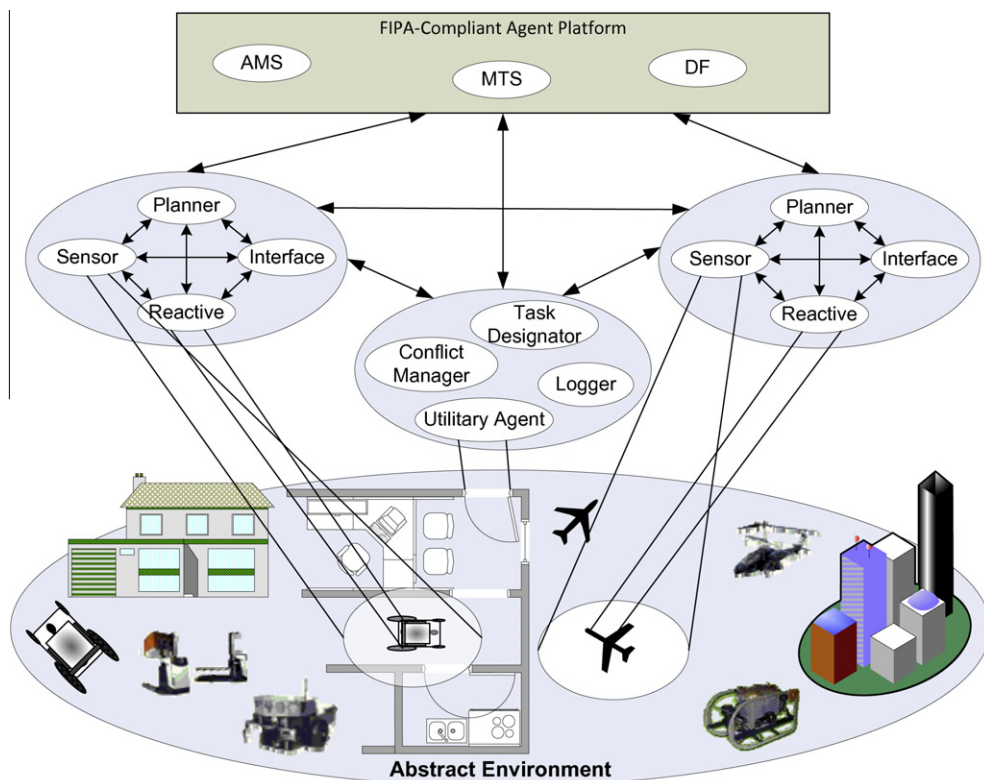 FIPA-Compliant Agent Platform
AMS
MTS
DF
Planner
Sensor
Interface
Reactive
Planner
Sensor
Interface
Reactive
Task
Designator
Conflict
Manager
Logger
Utilitary Agent
Abstract Environment